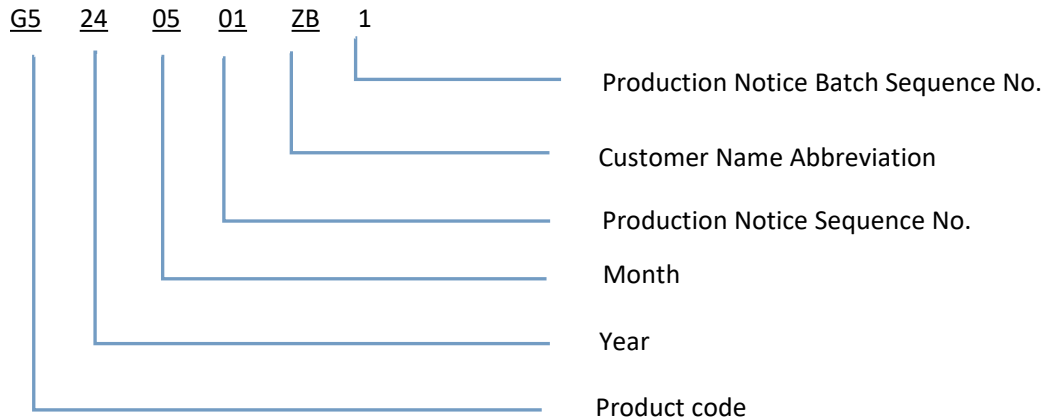 G5 24 05 01 ZB 1
Production Notice Batch Sequence No.
Customer Name Abbreviation
Production Notice Sequence No.
Month
Year
Product code